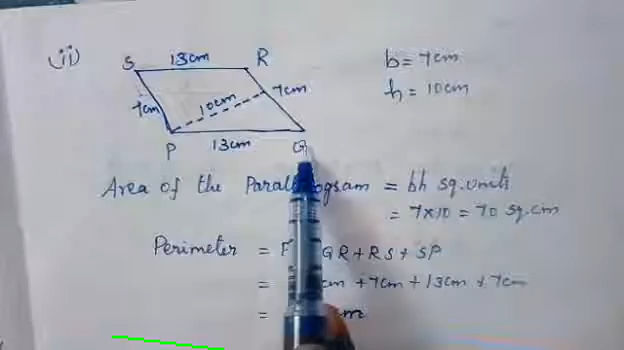 (ii)
S 13cm R
7cm 10cm 7cm
P 13cm Q
b = 7cm
h = 10cm
Area of the = bh sq.units
= 7×10 = 70 sq.cm
Perimeter = QR + RS + SP
= + 7cm + 13cm + 7cm
=